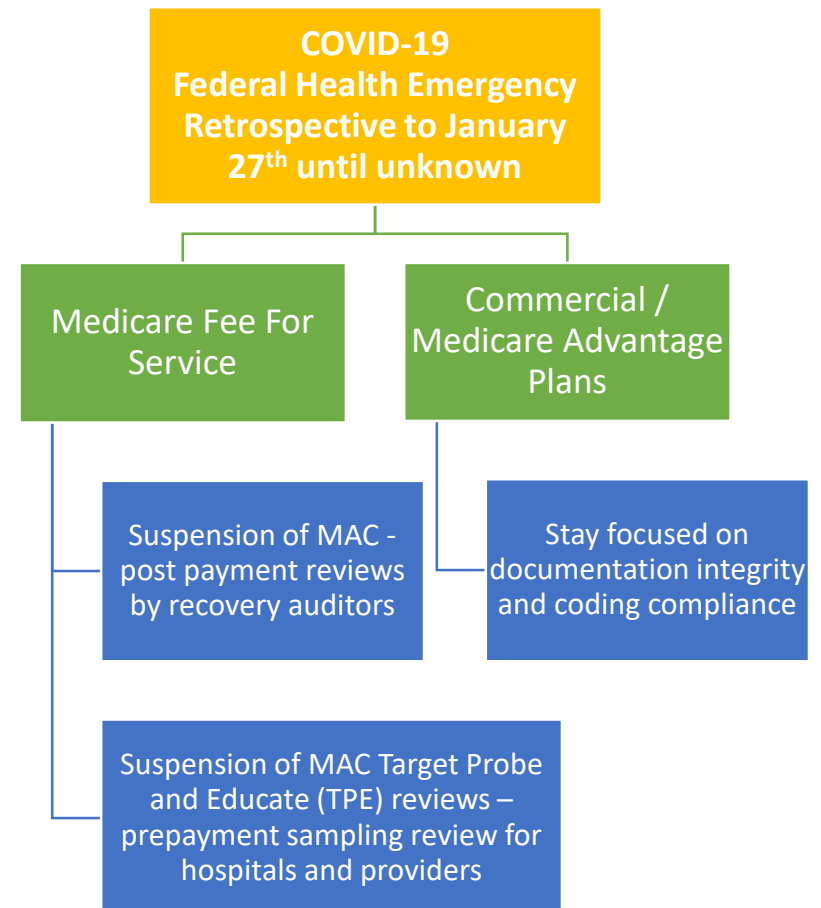 COVID-19
Federal Health Emergency
Retrospective to January
27th until unknown
Medicare Fee For
Service
Commercial /
Medicare Advantage
Plans
Suspension of MAC -
post payment reviews
by recovery auditors
Stay focused on
documentation integrity
and coding compliance
Suspension of MAC Target Probe
and Educate (TPE) reviews –
prepayment sampling review for
hospitals and providers